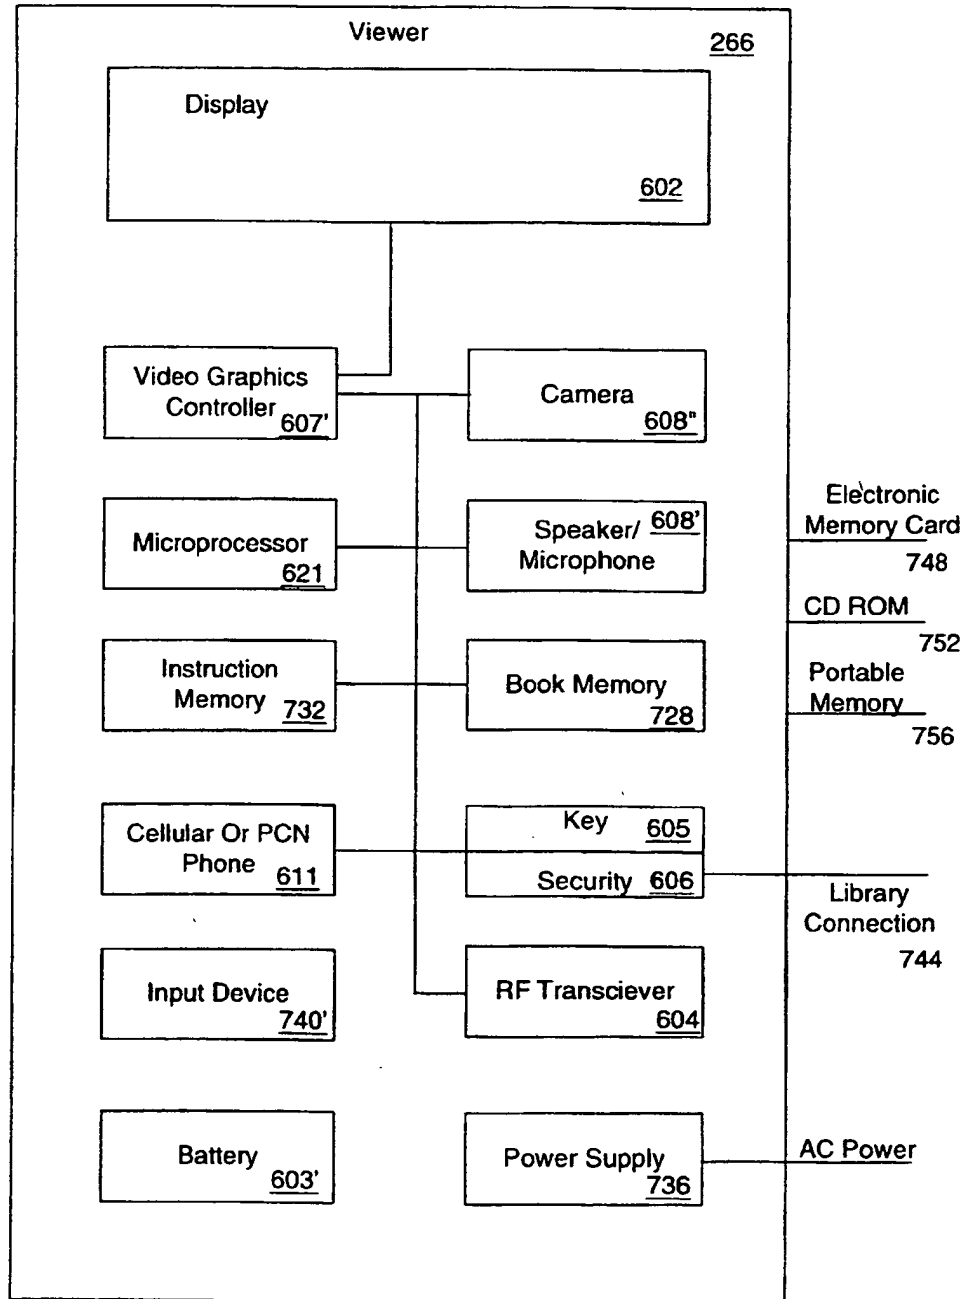 Viewer
266
Display
602
Video Graphics
Controller
607'
Camera
608"
Microprocessor
621
Speaker/
Microphone
608'
Electronic
Memory Card
748
CD ROM
752
Instruction
Memory
732
Book Memory
728
Portable
Memory
756
Cellular Or PCN
Phone
611
Key
605
Security
606
Library
Connection
744
Input Device
740'
RF Transciever
604
Battery
603'
Power Supply
736
AC Power